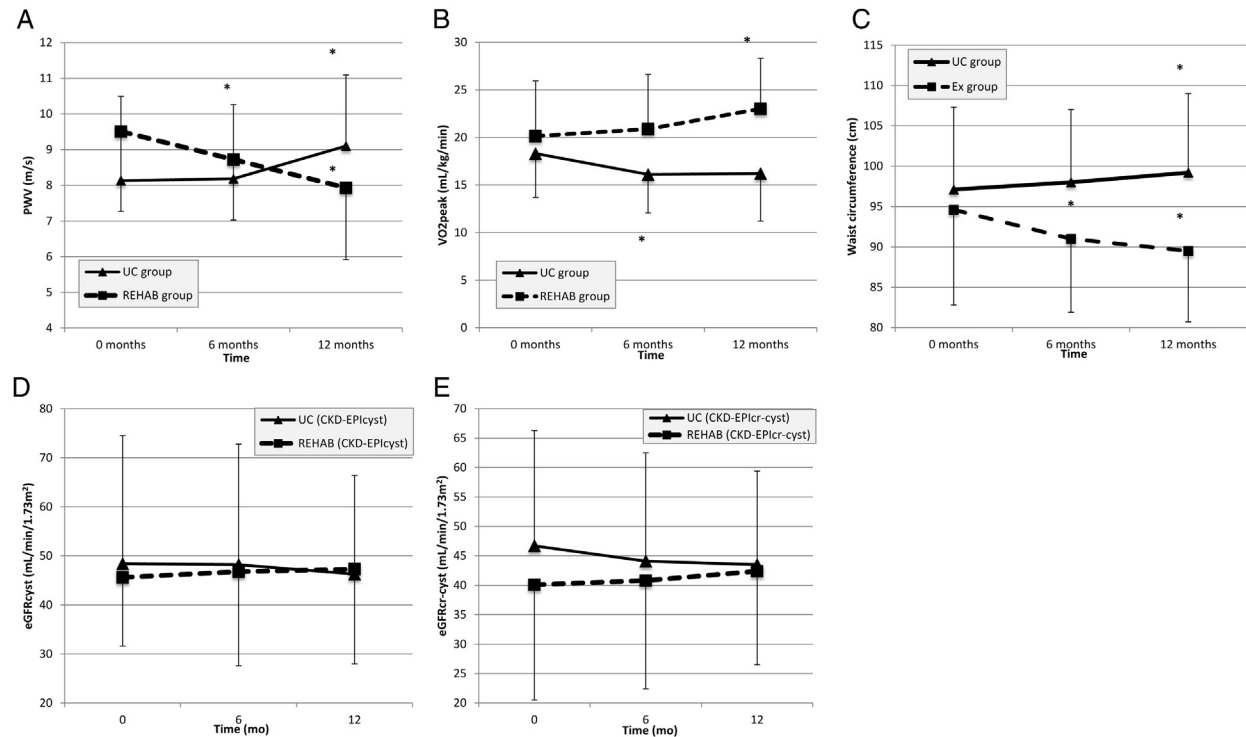 A
12
11
10
9
8
7
6
5
4
PWV (m/s)
*
*
*
UC group
REHAB group
0 months
6 months
12 months
Time
B
30
25
20
15
10
5
0
VO2peak (mL/kg/min)
*
*
UC group
REHAB group
0 months
6 months
12 months
Time
C
115
110
105
100
95
90
85
80
Waist circumference (cm)
UC group
Ex group
*
*
*
0 months
6 months
12 months
Time
D
80
70
60
50
40
30
20
eGFRcyst (mL/min/1.73m²)
UC (CKD-EPIcyst)
REHAB (CKD-EPIcyst)
0
6
12
Time (mo)
E
70
65
60
55
50
45
40
35
30
25
20
eGFRcr-cyst (mL/min/1.73m²)
UC (CKD-EPIcr-cyst)
REHAB (CKD-EPIcr-cyst)
0
6
12
Time (mo)